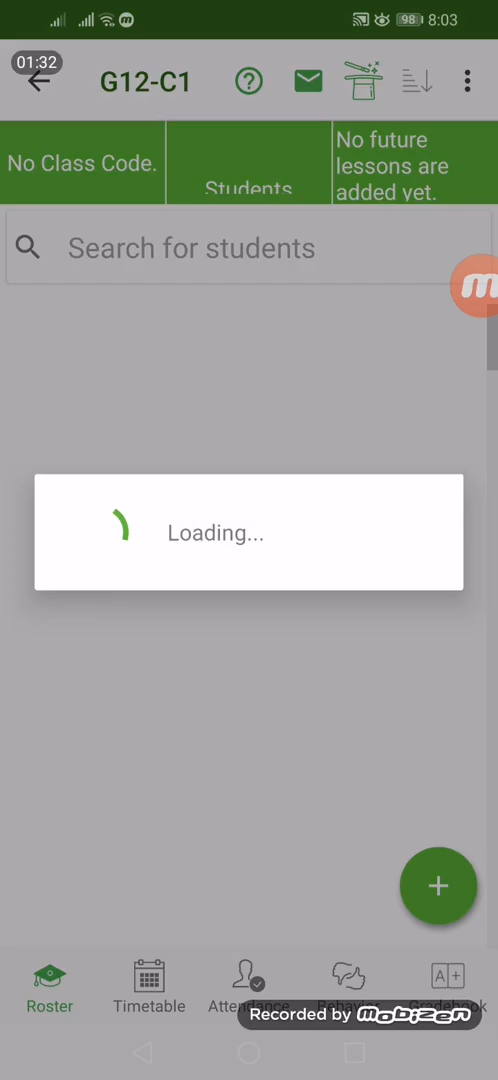 98 8:03
01:32
G12-C1
No Class Code.
Students
No future
lessons are
added yet.
Search for students
m
Loading...
+
Roster Timetable Attendance Behavior Gradebook
A +
Recorded by mobizen